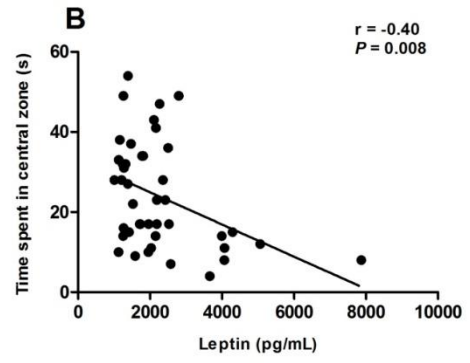 B
r = -0.40
P = 0.008
Time spent in central zone (s)
60
40
20
0
0 2000 4000 6000 8000 10000
Leptin (pg/mL)